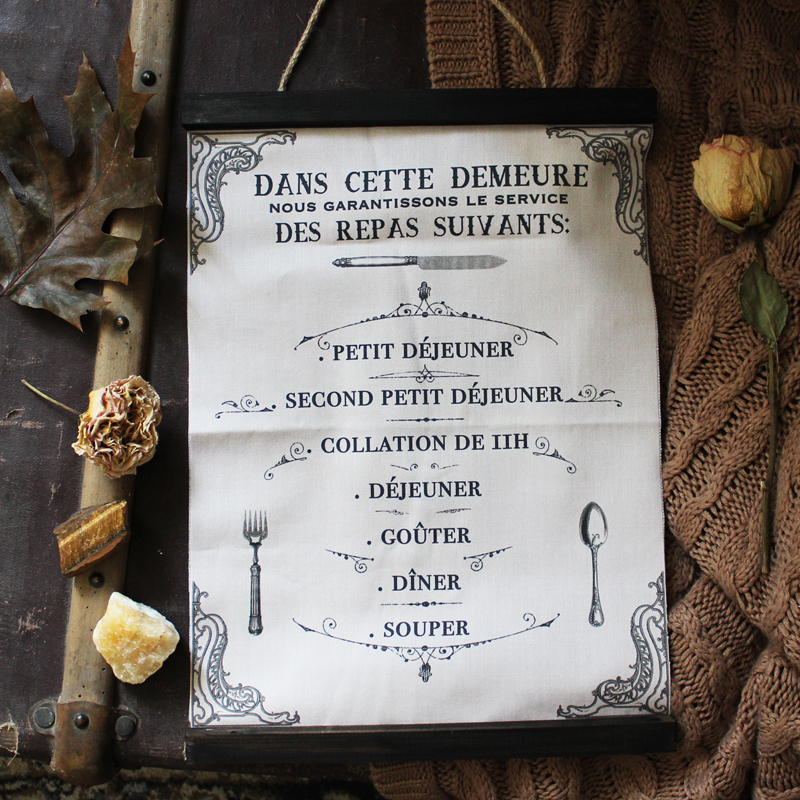 DANS CETTE DEMEURE
NOUS GARANTISSONS LE SERVICE
DES REPAS SUIVANTS:
. PETIT DÉJEUNER
. SECOND PETIT DÉJEUNER
. COLLATION DE 11H
. DÉJEUNER
. GOÛTER
. DÎNER
. SOUPER